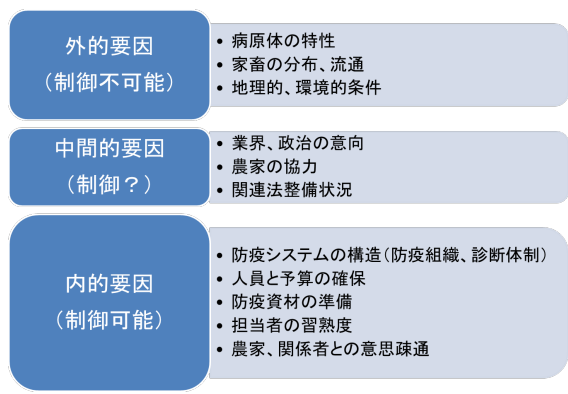 外的要因
（制御不可能）
• 病原体の特性
• 家畜の分布、流通
• 地理的、環境的条件
中間的要因
（制御？）
• 業界、政治の意向
• 農家の協力
• 関連法整備状況
内的要因
（制御可能）
• 防疫システムの構造（防疫組織、診断体制）
• 人員と予算の確保
• 防疫資材の準備
• 担当者の習熟度
• 農家、関係者との意思疎通